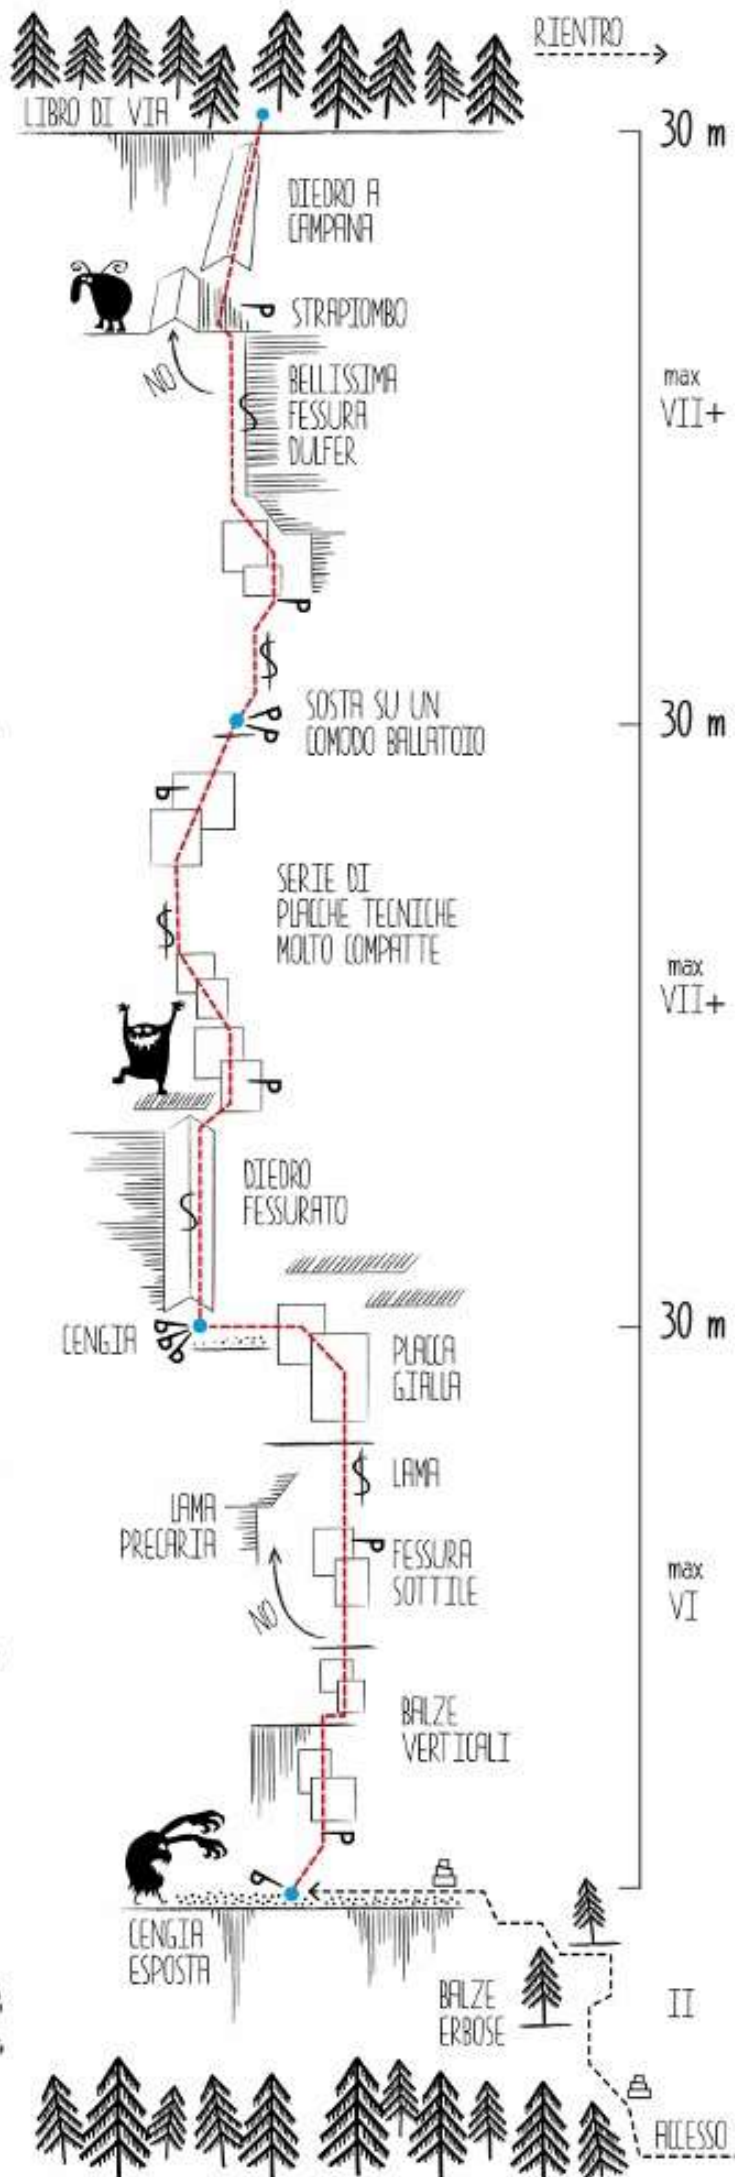 RIENTRO
LIBRO DI VIA
30 m
DIEDRO A
CAMPANA
STRAPIOMBO
NO
BELLISSIMA
FESSURA
DULFER
max
VII+
SOSTA SU UN
COMODO BALLATOIO
30 m
SERIE DI
PLACCHE TECNICHE
MOLTO COMPATTE
max
VII+
DIEDRO
FESSURATO
CENGIA
30 m
PLACCA
GIALLA
LAMA
LAMA
PRECARIA
FESSURA
SOTTILE
NO
max
VI
BALZE
VERTICALI
CENGIA
ESPOSTA
BALZE
ERBOSE
II
ACCESSO